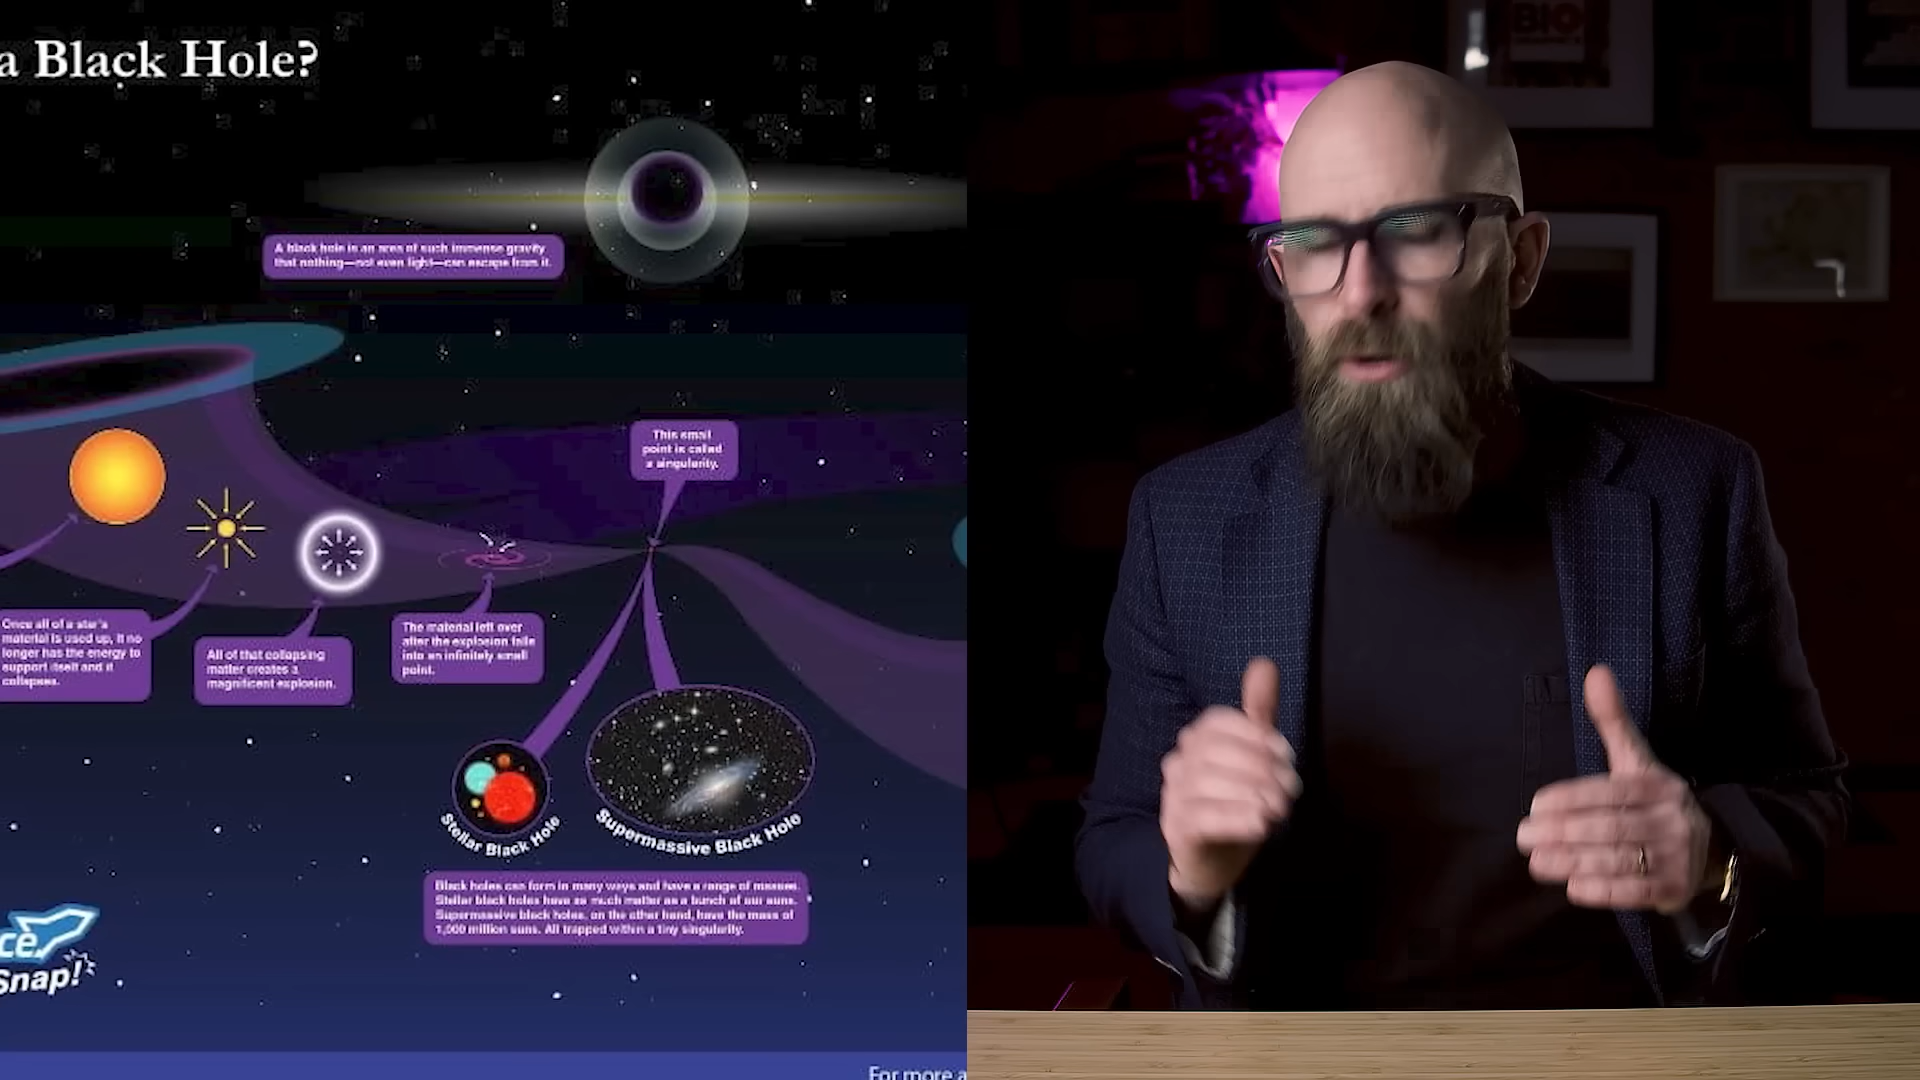 a Black Hole?
A black hole is an area of such immense gravity
that nothing—not even light—can escape from it.
This small
point is called
a singularity.
Once all of a star's
material is used up, it no
longer has the energy to
support itself and it
collapses.
All of that collapsing
matter creates a
magnificent explosion.
The material left over
after the explosion falls
into an infinitely small
point.
Stellar Black Hole
Supermassive Black Hole
Black holes can form in many ways and have a range of masses.
Stellar black holes have as much matter as a bunch of our suns.
Supermassive black holes, on the other hand, have the mass of
1,000 million suns. All trapped within a tiny singularity.
ce
Snap!
For more a
BIO